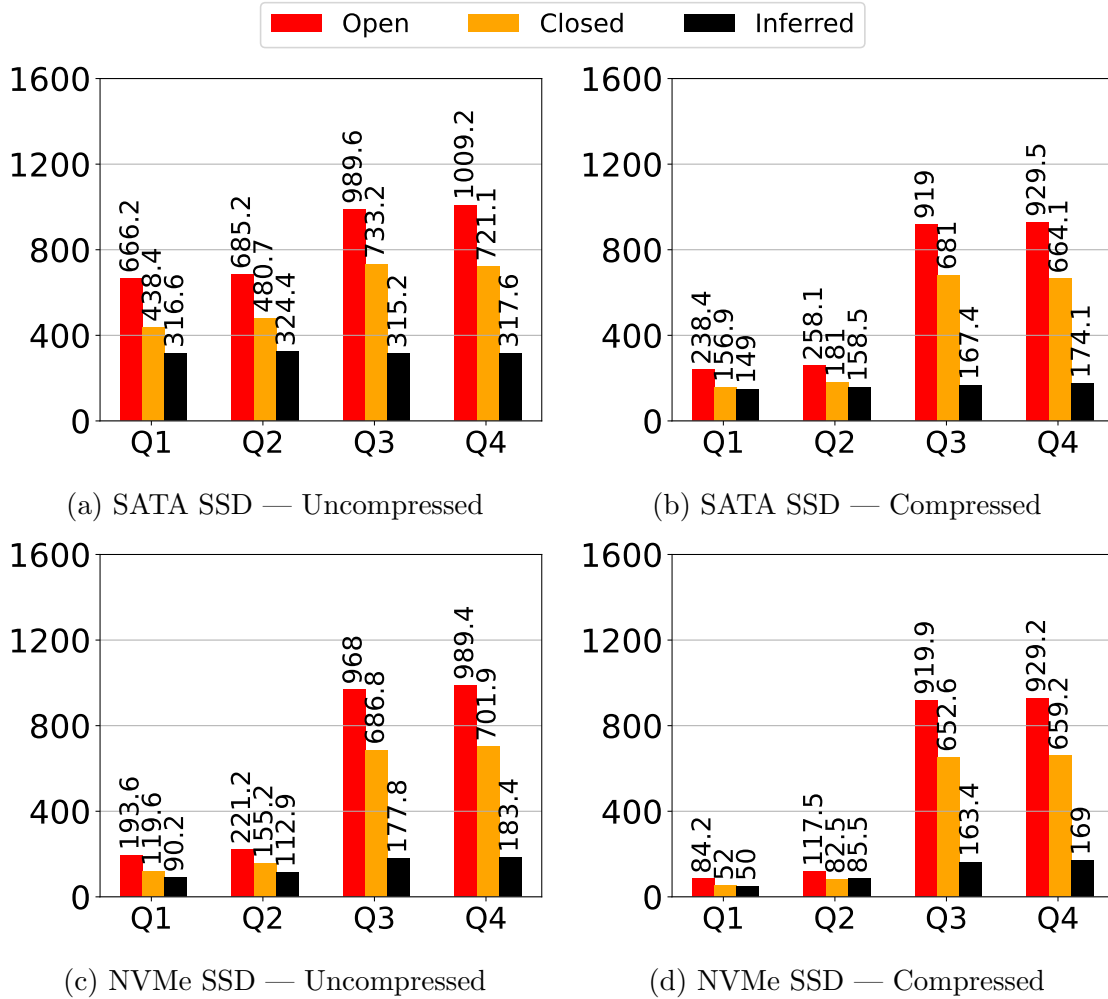 Open Closed Inferred
1600
1200
800
400
0
666.2 438.4 316.6 685.2 480.7 324.4 989.6 733.2 315.2 1009.2 721.1 317.6
Q1 Q2 Q3 Q4
(a) SATA SSD — Uncompressed
1600
1200
800
400
0
238.4 156.9 149 258.1 181 158.5 919 681 167.4 929.5 664.1 174.1
Q1 Q2 Q3 Q4
(b) SATA SSD — Compressed
1600
1200
800
400
0
193.6 119.6 90.2 221.2 155.2 112.9 968 686.8 177.8 989.4 701.9 183.4
Q1 Q2 Q3 Q4
(c) NVMe SSD — Uncompressed
1600
1200
800
400
0
84.2 52 50 117.5 82.5 85.5 919.9 652.6 163.4 929.2 659.2 169
Q1 Q2 Q3 Q4
(d) NVMe SSD — Compressed